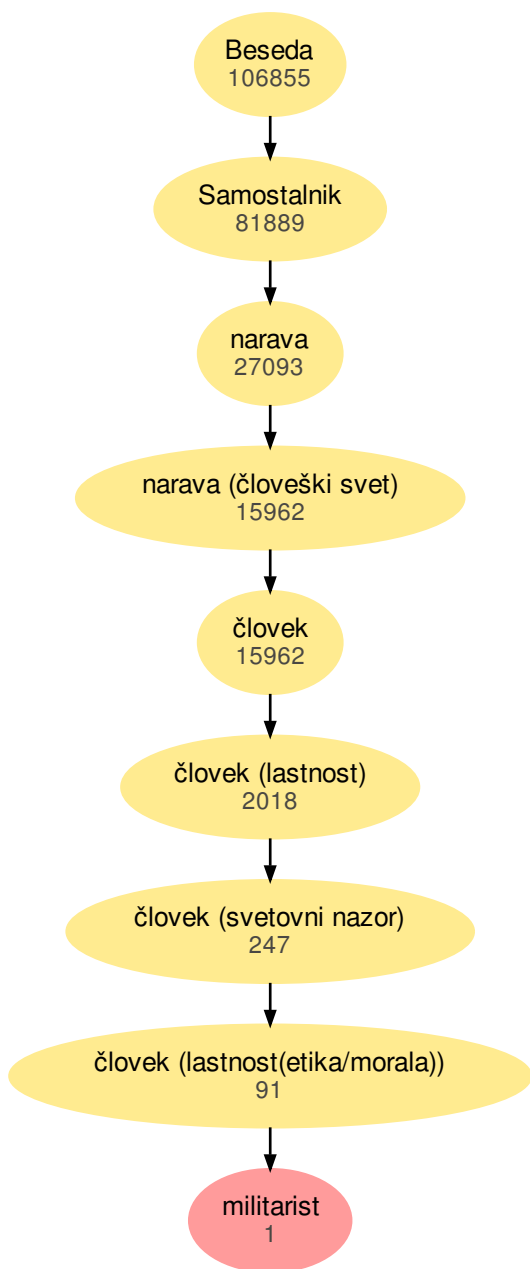 Beseda
106855
Samostalnik
81889
narava
27093
narava (človeški svet)
15962
človek
15962
človek (lastnost)
2018
človek (svetovni nazor)
247
človek (lastnost(etika/morala))
91
militarist
1